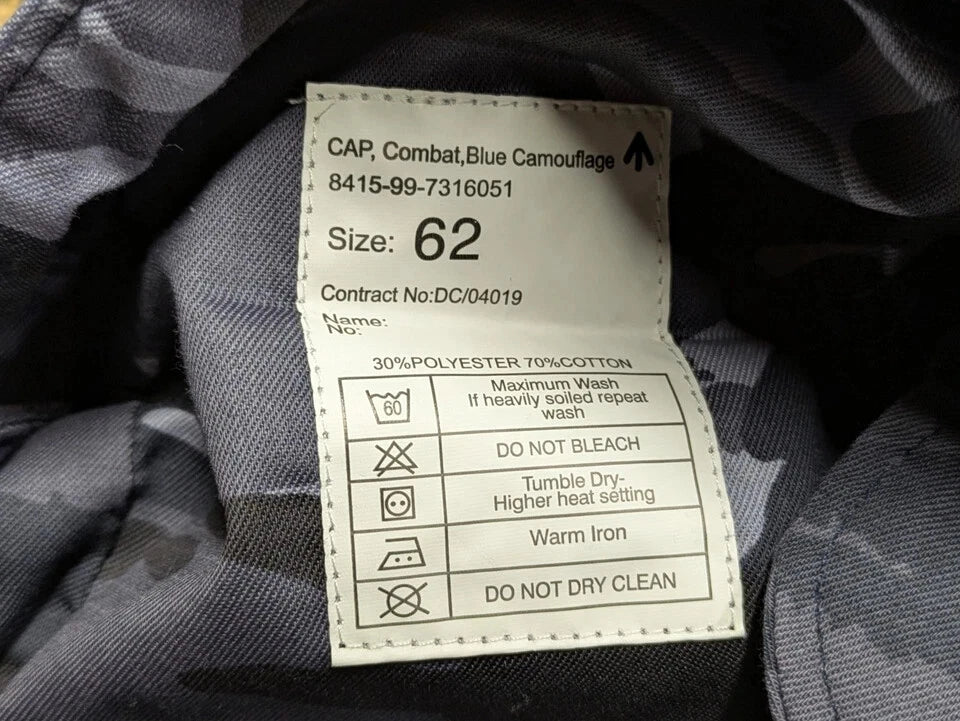 CAP, Combat,Blue Camouflage
8415-99-7316051
Size: 62
Contract No:DC/04019
Name:
No:
30%POLYESTER 70%COTTON
60
Maximum Wash
If heavily soiled repeat
wash
DO NOT BLEACH
Tumble Dry-
Higher heat setting
Warm Iron
DO NOT DRY CLEAN